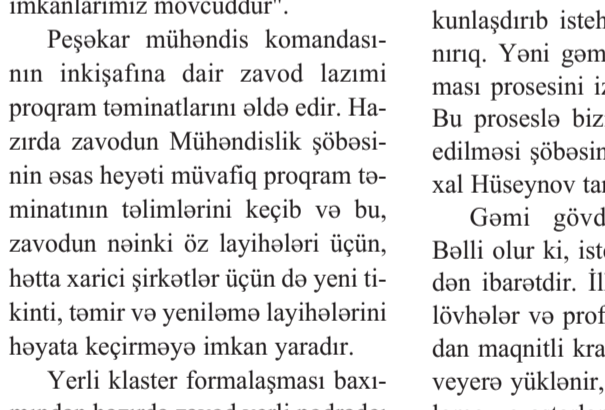 imkanlarımız mövcuddur".
Peşəkar mühəndis komandası-
nın inkişafına dair zavod lazımi
proqram təminatlarını əldə edir. Ha-
zırda zavodun Mühəndislik şöbəsi-
nin əsas heyəti müvafiq proqram tə-
minatının təlimlərini keçib və bu,
zavodun nəinki öz layihələri üçün,
hətta xarici şirkətlər üçün də yeni ti-
kinti, təmir və yeniləmə layihələrini
həyata keçirməyə imkan yaradır.
Yerli klaster formalaşması baxı-
kunlaşdırıb isteh
nırıq. Yəni gəm
ması prosesini iz
Bu proseslə biz
edilməsi şöbəsin
xal Hüseynov tan
Gəmi gövd
Bəlli olur ki, iste
dən ibarətdir. İl
lövhələr və prof
dan maqnitli kra
veyerə yüklənir,